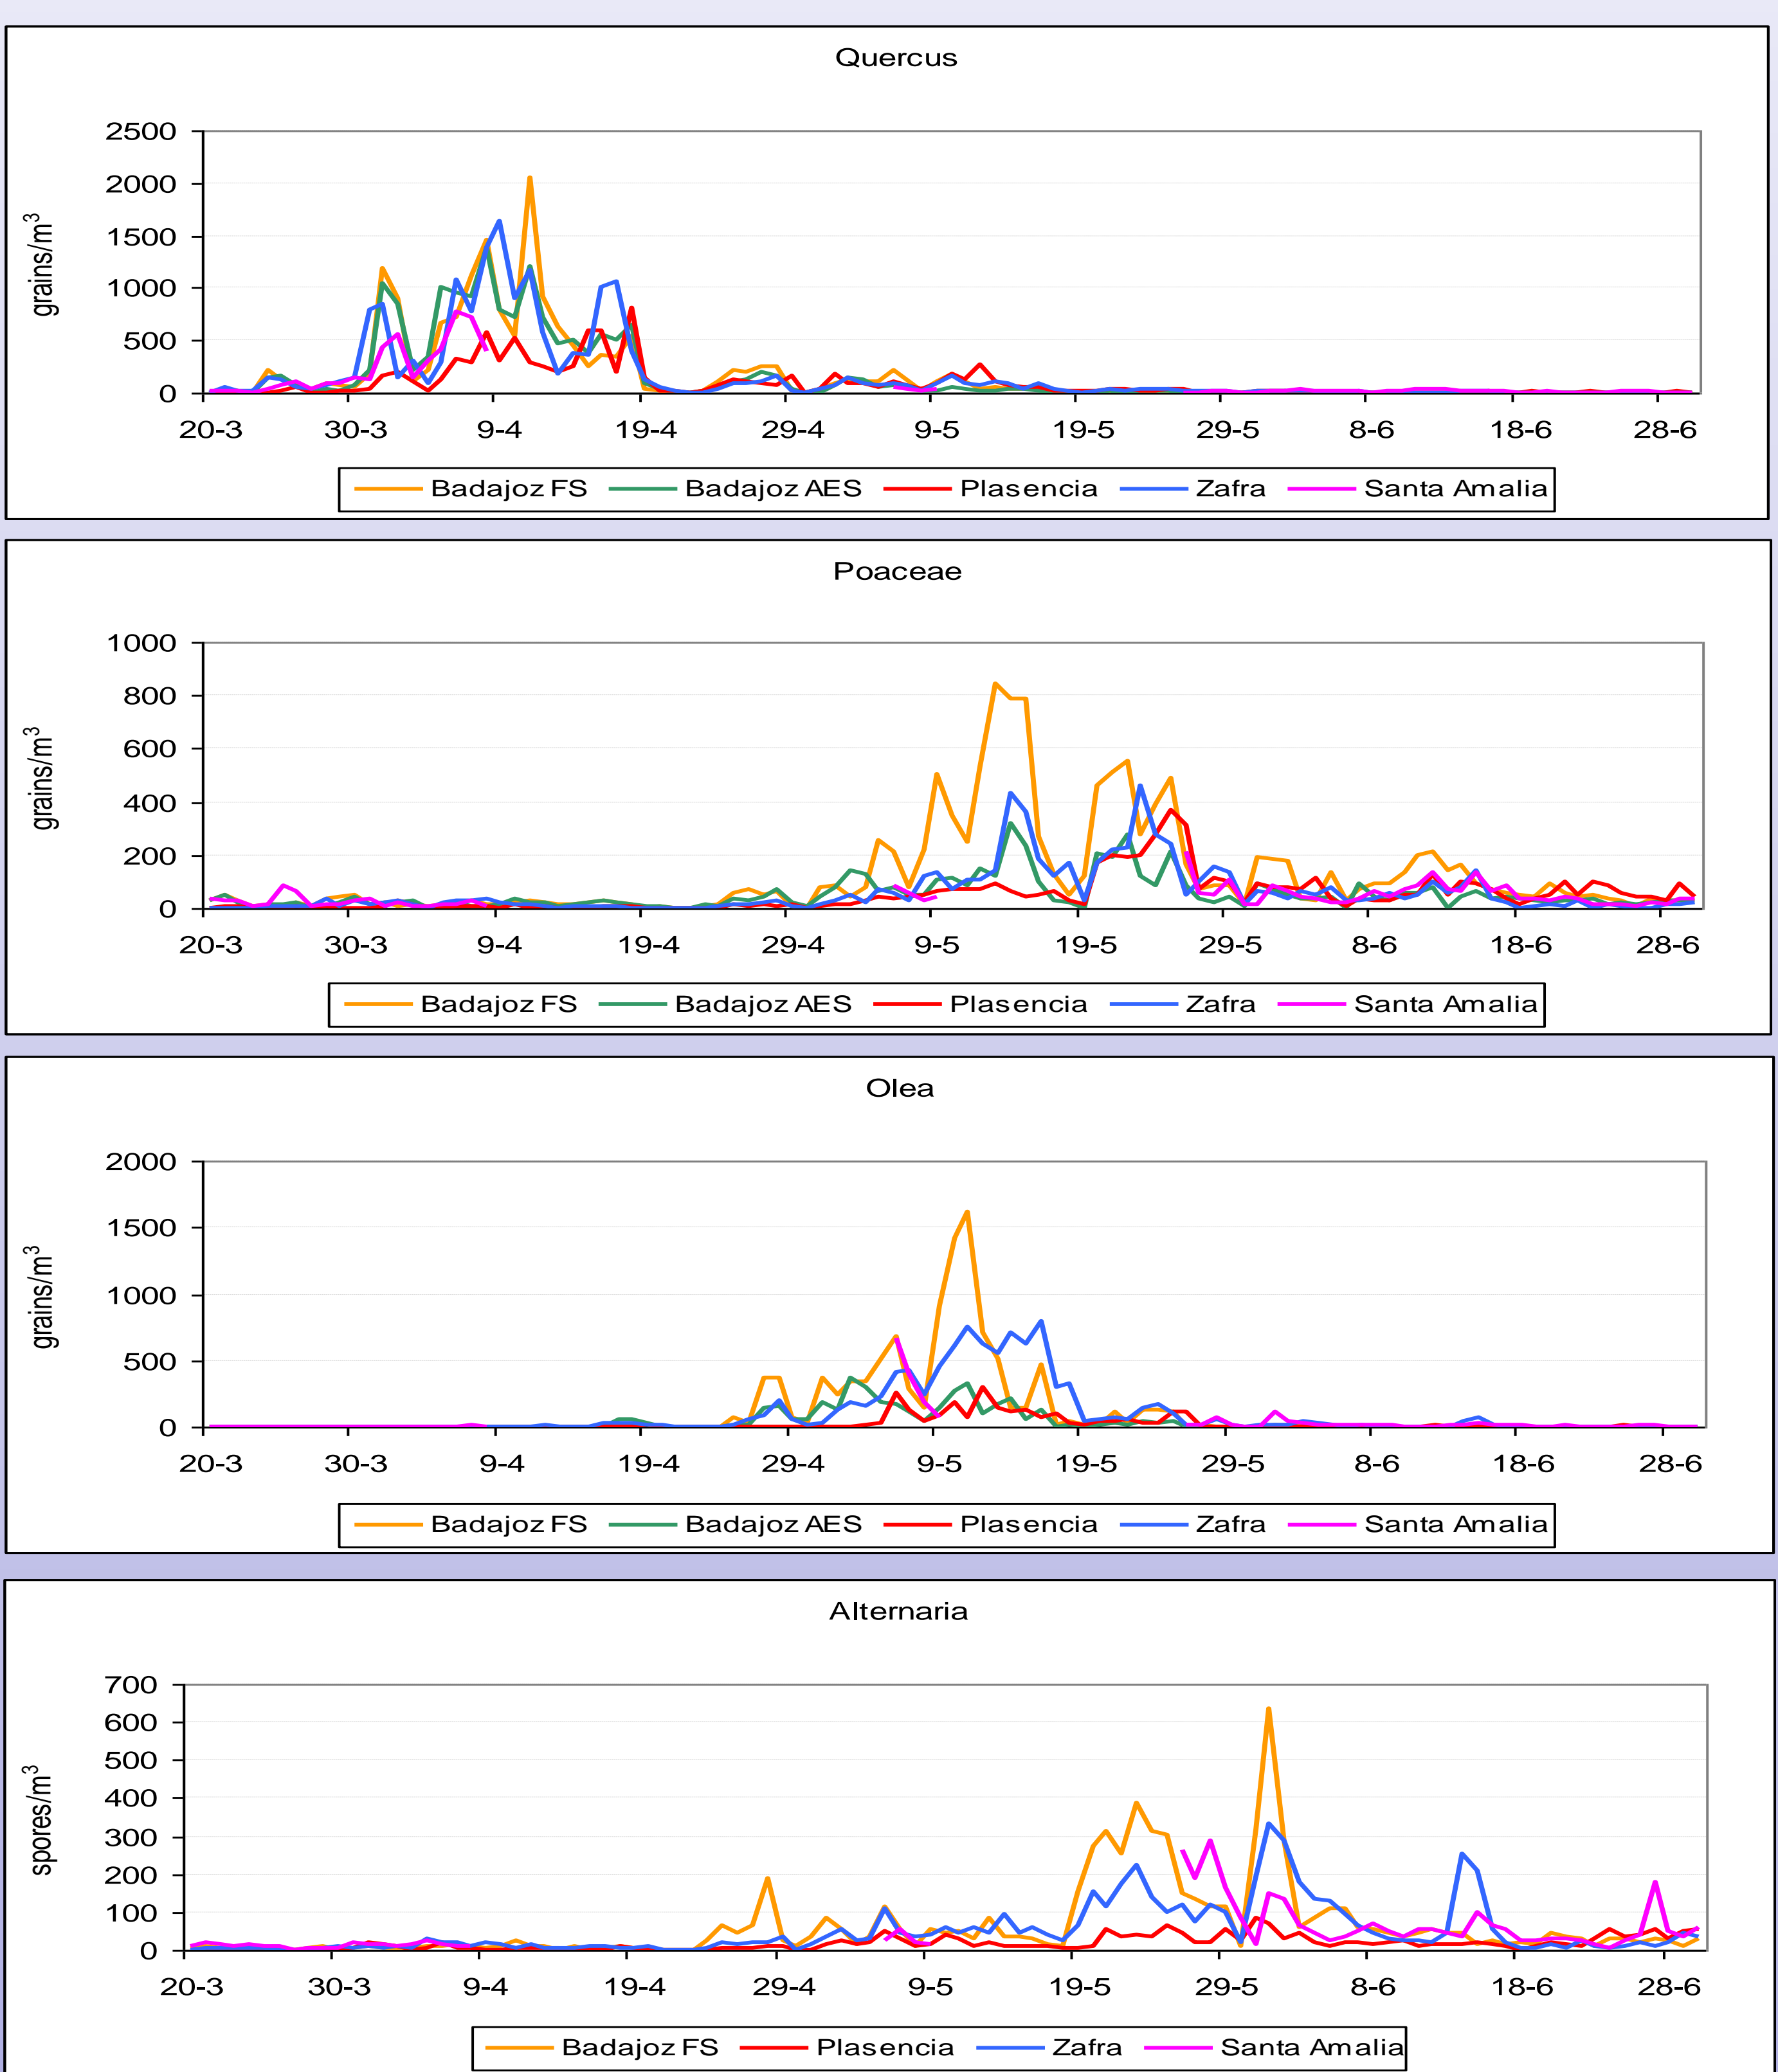 Quercus
2500
2000
1500
1000
500
0
grains/m³
20-3 30-3 9-4 19-4 29-4 9-5 19-5 29-5 8-6 18-6 28-6
Badajoz FS Badajoz AES Plasencia Zafra Santa Amalia
Poaceae
1000
800
600
400
200
0
grains/m³
20-3 30-3 9-4 19-4 29-4 9-5 19-5 29-5 8-6 18-6 28-6
Badajoz FS Badajoz AES Plasencia Zafra Santa Amalia
Olea
2000
1500
1000
500
0
grains/m³
20-3 30-3 9-4 19-4 29-4 9-5 19-5 29-5 8-6 18-6 28-6
Badajoz FS Badajoz AES Plasencia Zafra Santa Amalia
Alternaria
700
600
500
400
300
200
100
0
spores/m³
20-3 30-3 9-4 19-4 29-4 9-5 19-5 29-5 8-6 18-6 28-6
Badajoz FS Plasencia Zafra Santa Amalia